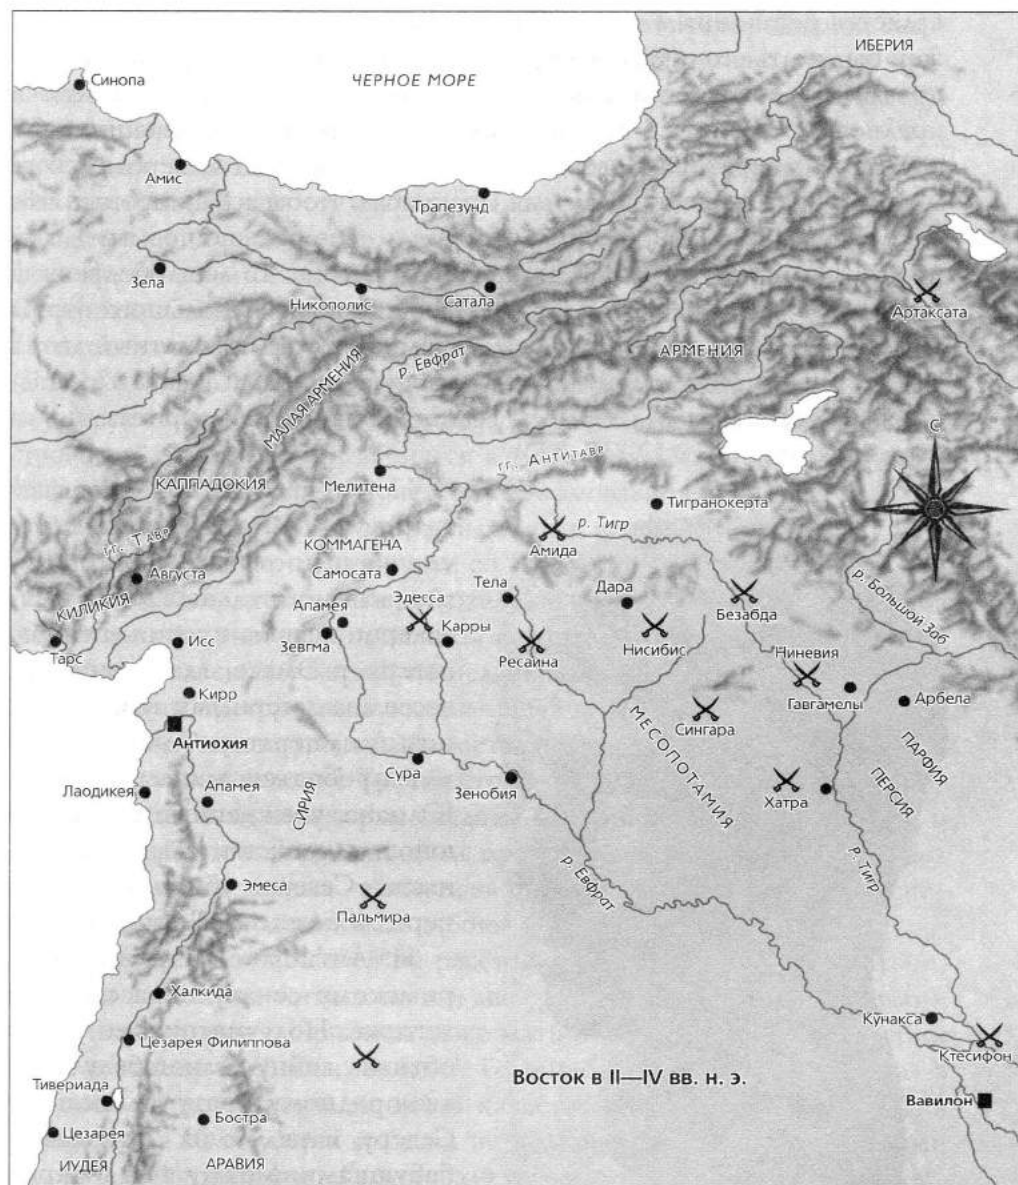 ИБЕРИЯ
ЧЕРНОЕ МОРЕ
Синопа
Амис
Трапезунд
Зела
Никополис
Сатала
Артаксата
р. Евфрат
АРМЕНИЯ
МАЛАЯ АРМЕНИЯ
С
гг. АНТИТАВР
КАППАДОКИЯ
Мелитена
Тигранокерта
р. Тигр
гг. ТАВР
Амида
КОММАГЕНА
Августа
Самосата
Тела
Дара
Безабда
р. Большой Заб
КИЛИКИЯ
Апамея
Эдесса
Карры
Зевгма
Тарс
Исс
Ресаина
Нисибис
Ниневия
Кирр
Гавгамелы
Арбела
Сингара
Антиохия
МЕСОПОТАМИЯ
ПАРФИЯ
ПЕРСИЯ
Лаодикея
Апамея
СИРИЯ
Сура
Зенобия
Хатра
р. Евфрат
р. Тигр
Эмеса
Пальмира
Халкида
Кунакса
Цезарея Филиппова
Ктесифон
ВОСТОК В II—IV ВВ. Н. Э.
Тивериада
Вавилон
Цезарея
Бостра
ИУДЕЯ
АРАВИЯ